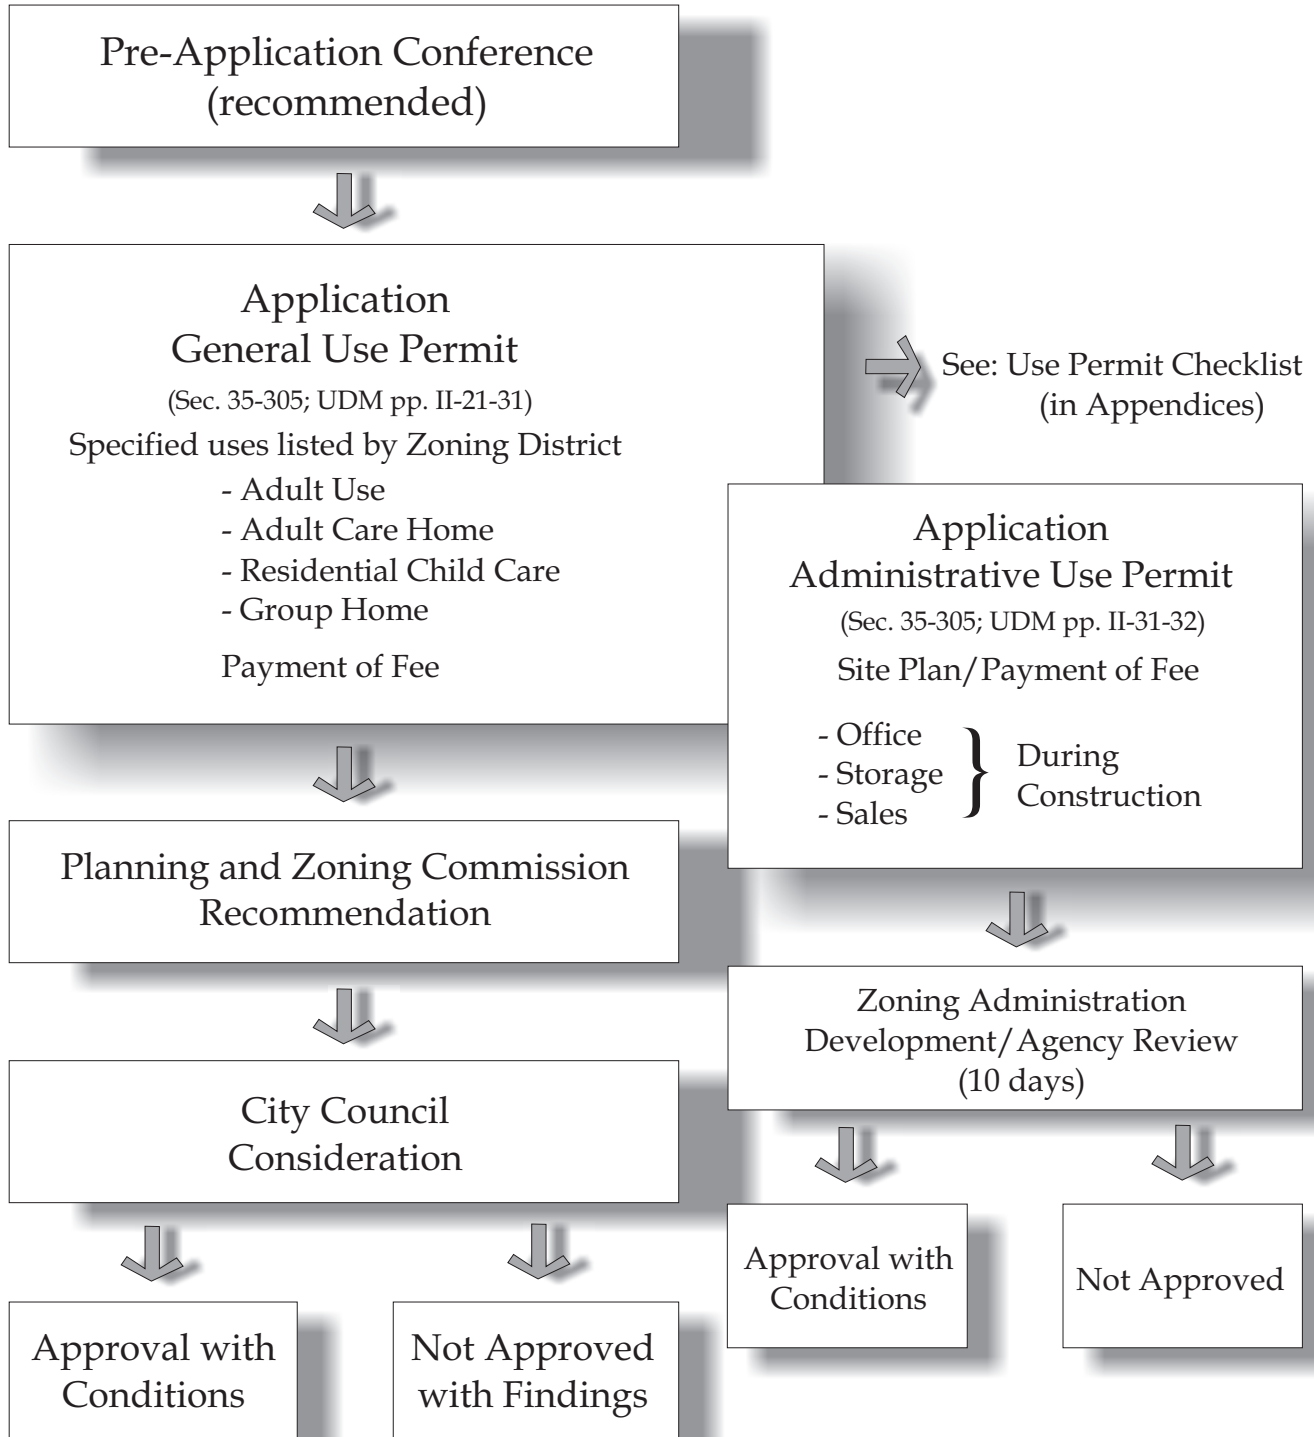 Pre-Application Conference
(recommended)
Application
General Use Permit
(Sec. 35-305; UDM pp. II-21-31)
Specified uses listed by Zoning District
- Adult Use
- Adult Care Home
- Residential Child Care
- Group Home
Payment of Fee
See: Use Permit Checklist
(in Appendices)
Application
Administrative Use Permit
(Sec. 35-305; UDM pp. II-31-32)
Site Plan/Payment of Fee
- Office
- Storage
- Sales
}
During
Construction
Planning and Zoning Commission
Recommendation
City Council
Consideration
Approval with
Conditions
Not Approved
with Findings
Zoning Administration
Development/Agency Review
(10 days)
Approval with
Conditions
Not Approved